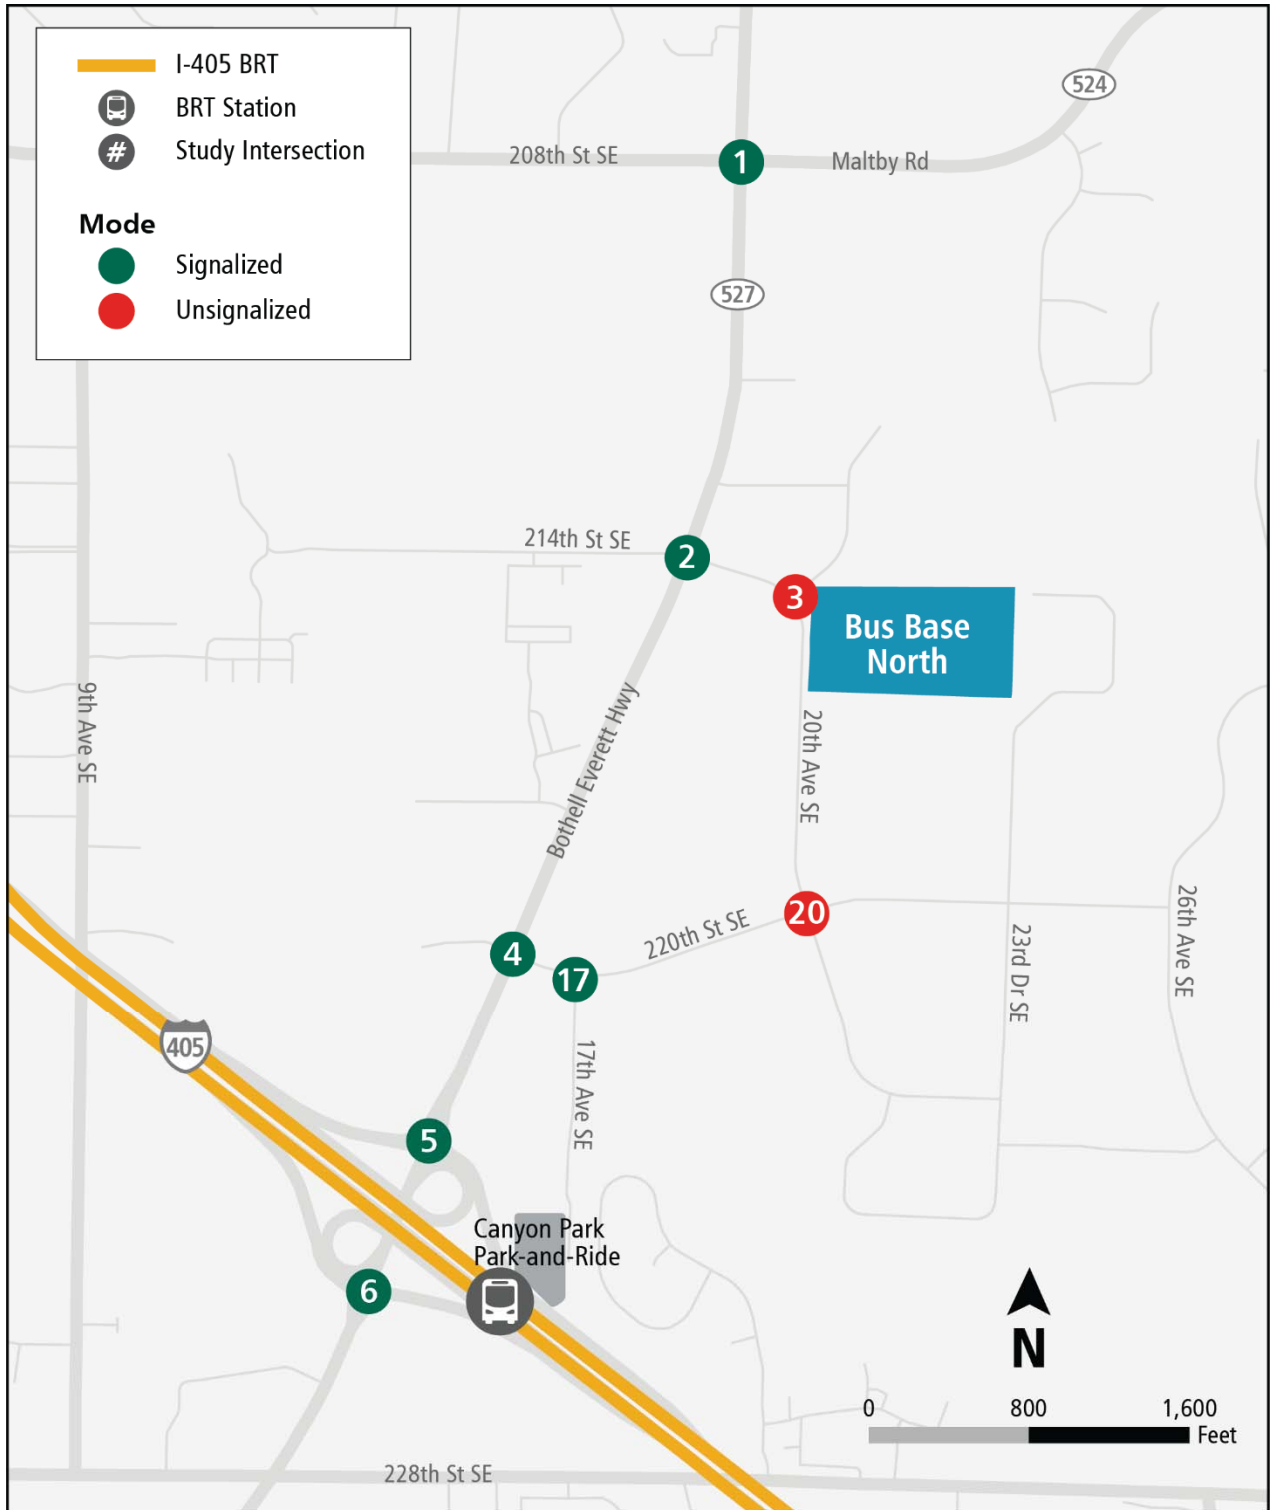 I-405 BRT
BRT Station
# Study Intersection
Mode
Signalized
Unsignalized
524
208th St SE
1
Maltby Rd
527
214th St SE
2
3
Bus Base
North
9th Ave SE
Bothell Everett Hwy
20th Ave SE
20
220th St SE
26th Ave SE
23rd Dr SE
4
17
405
17th Ave SE
5
Canyon Park
Park-and-Ride
6
N
0 800 1,600
Feet
228th St SE